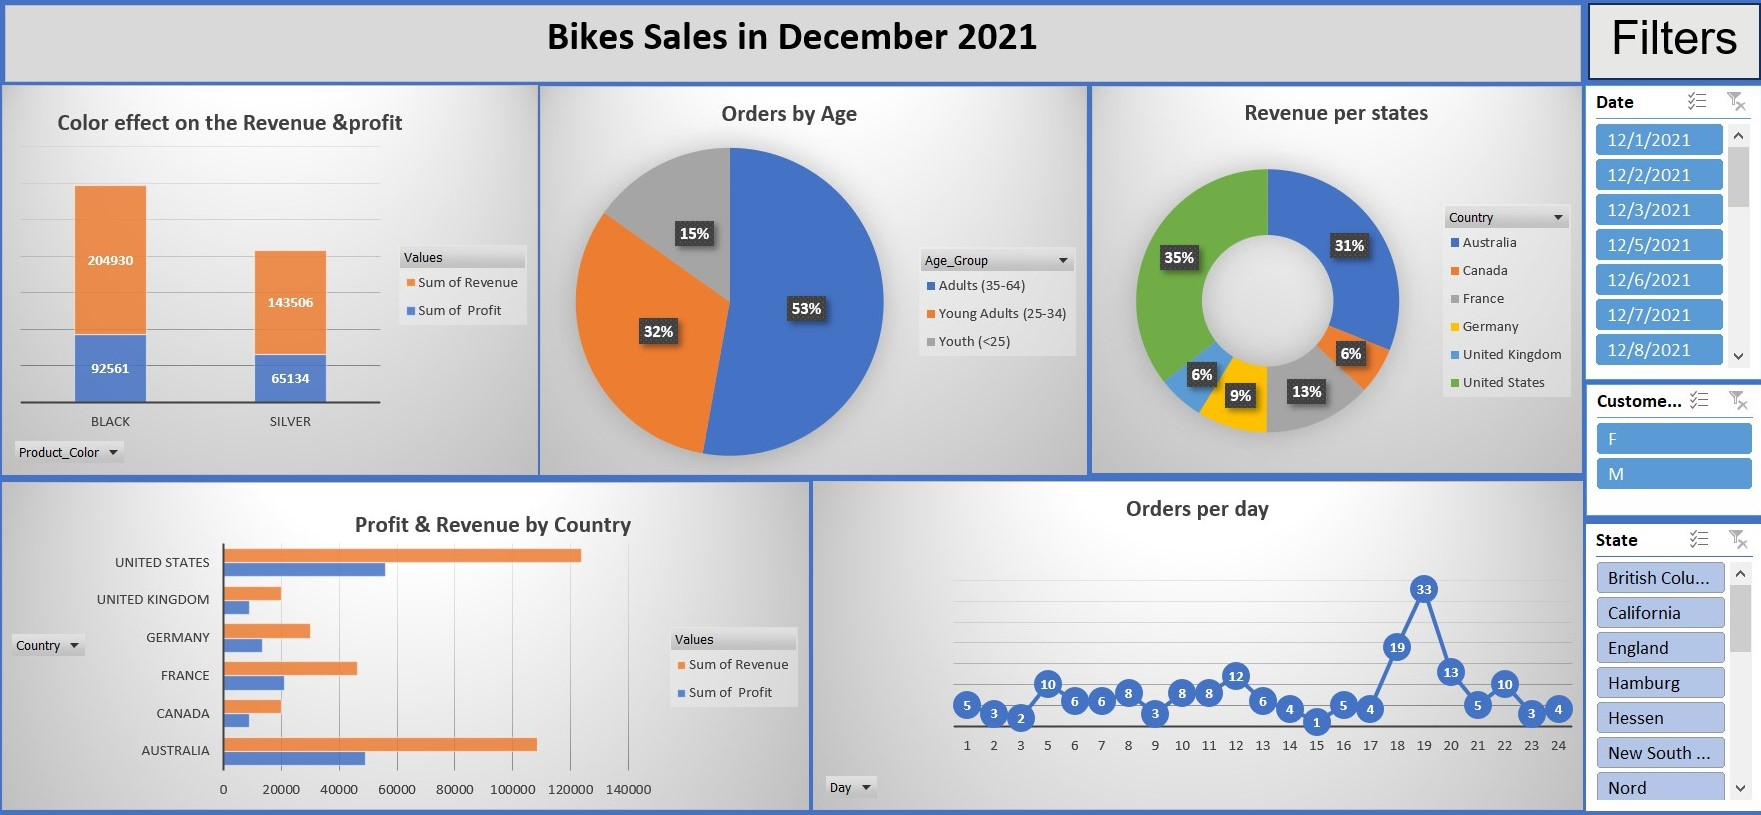 Bikes Sales in December 2021
Filters
Color effect on the Revenue &profit
204930
92561
143506
65134
BLACK
SILVER
Values
Sum of Revenue
Sum of  Profit
Product_Color
Orders by Age
15%
32%
53%
Age_Group
Adults (35-64)
Young Adults (25-34)
Youth (<25)
Revenue per states
35%
31%
6%
6%
9%
13%
Country
Australia
Canada
France
Germany
United Kingdom
United States
Date
12/1/2021
12/2/2021
12/3/2021
12/5/2021
12/6/2021
12/7/2021
12/8/2021
Custome...
F
M
State
British Colu...
California
England
Hamburg
Hessen
New South ...
Nord
Profit & Revenue by Country
UNITED STATES
UNITED KINGDOM
GERMANY
FRANCE
CANADA
AUSTRALIA
0 20000 40000 60000 80000 100000 120000 140000
Country
Values
Sum of Revenue
Sum of  Profit
Orders per day
5 3 2 10 6 6 8 3 8 8 12 6 4 1 5 4 19 33 13 5 10 3 4
1 2 3 5 6 7 8 9 10 11 12 13 14 15 16 17 18 19 20 21 22 23 24
Day